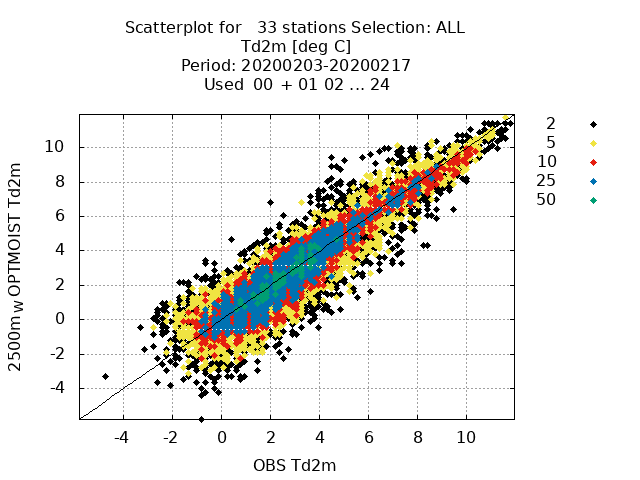 Scatterplot for   33 stations Selection: ALL
Td2m [deg C]
Period: 20200203-20200217
Used  00 + 01 02 ... 24
2500m_w OPTMOIST Td2m
10
8
6
4
2
0
-2
-4
-4 -2 0 2 4 6 8 10
OBS Td2m
2
5
10
25
50